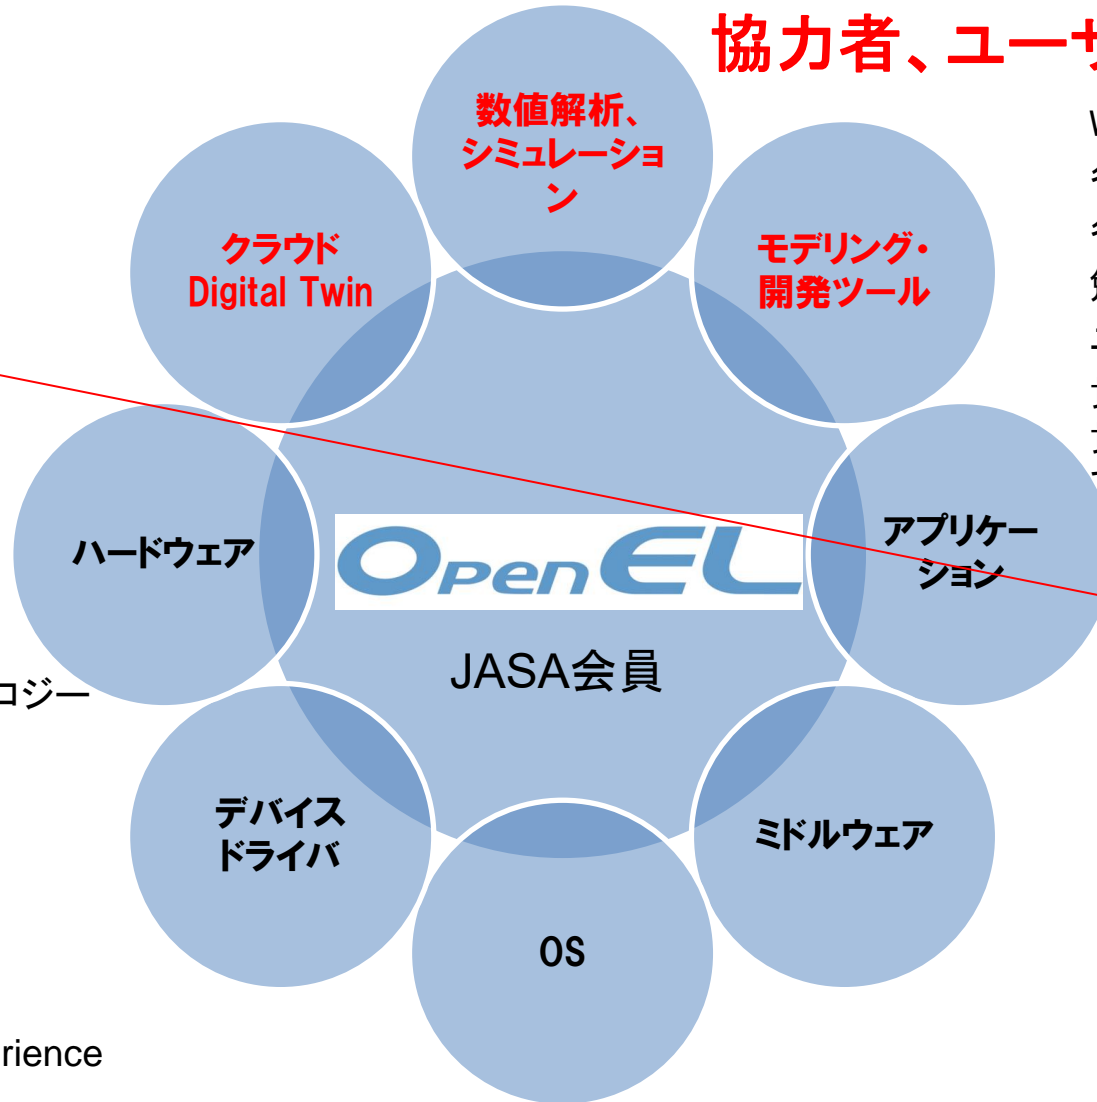 協力者、ユーザ
数値解析、
シミュレーショ
ン
クラウド
Digital Twin
モデリング・
開発ツール
ハードウェア
OpenEL
アプリケー
ション
JASA会員
ロジー
デバイス
ドライバ
ミドルウェア
OS
rience